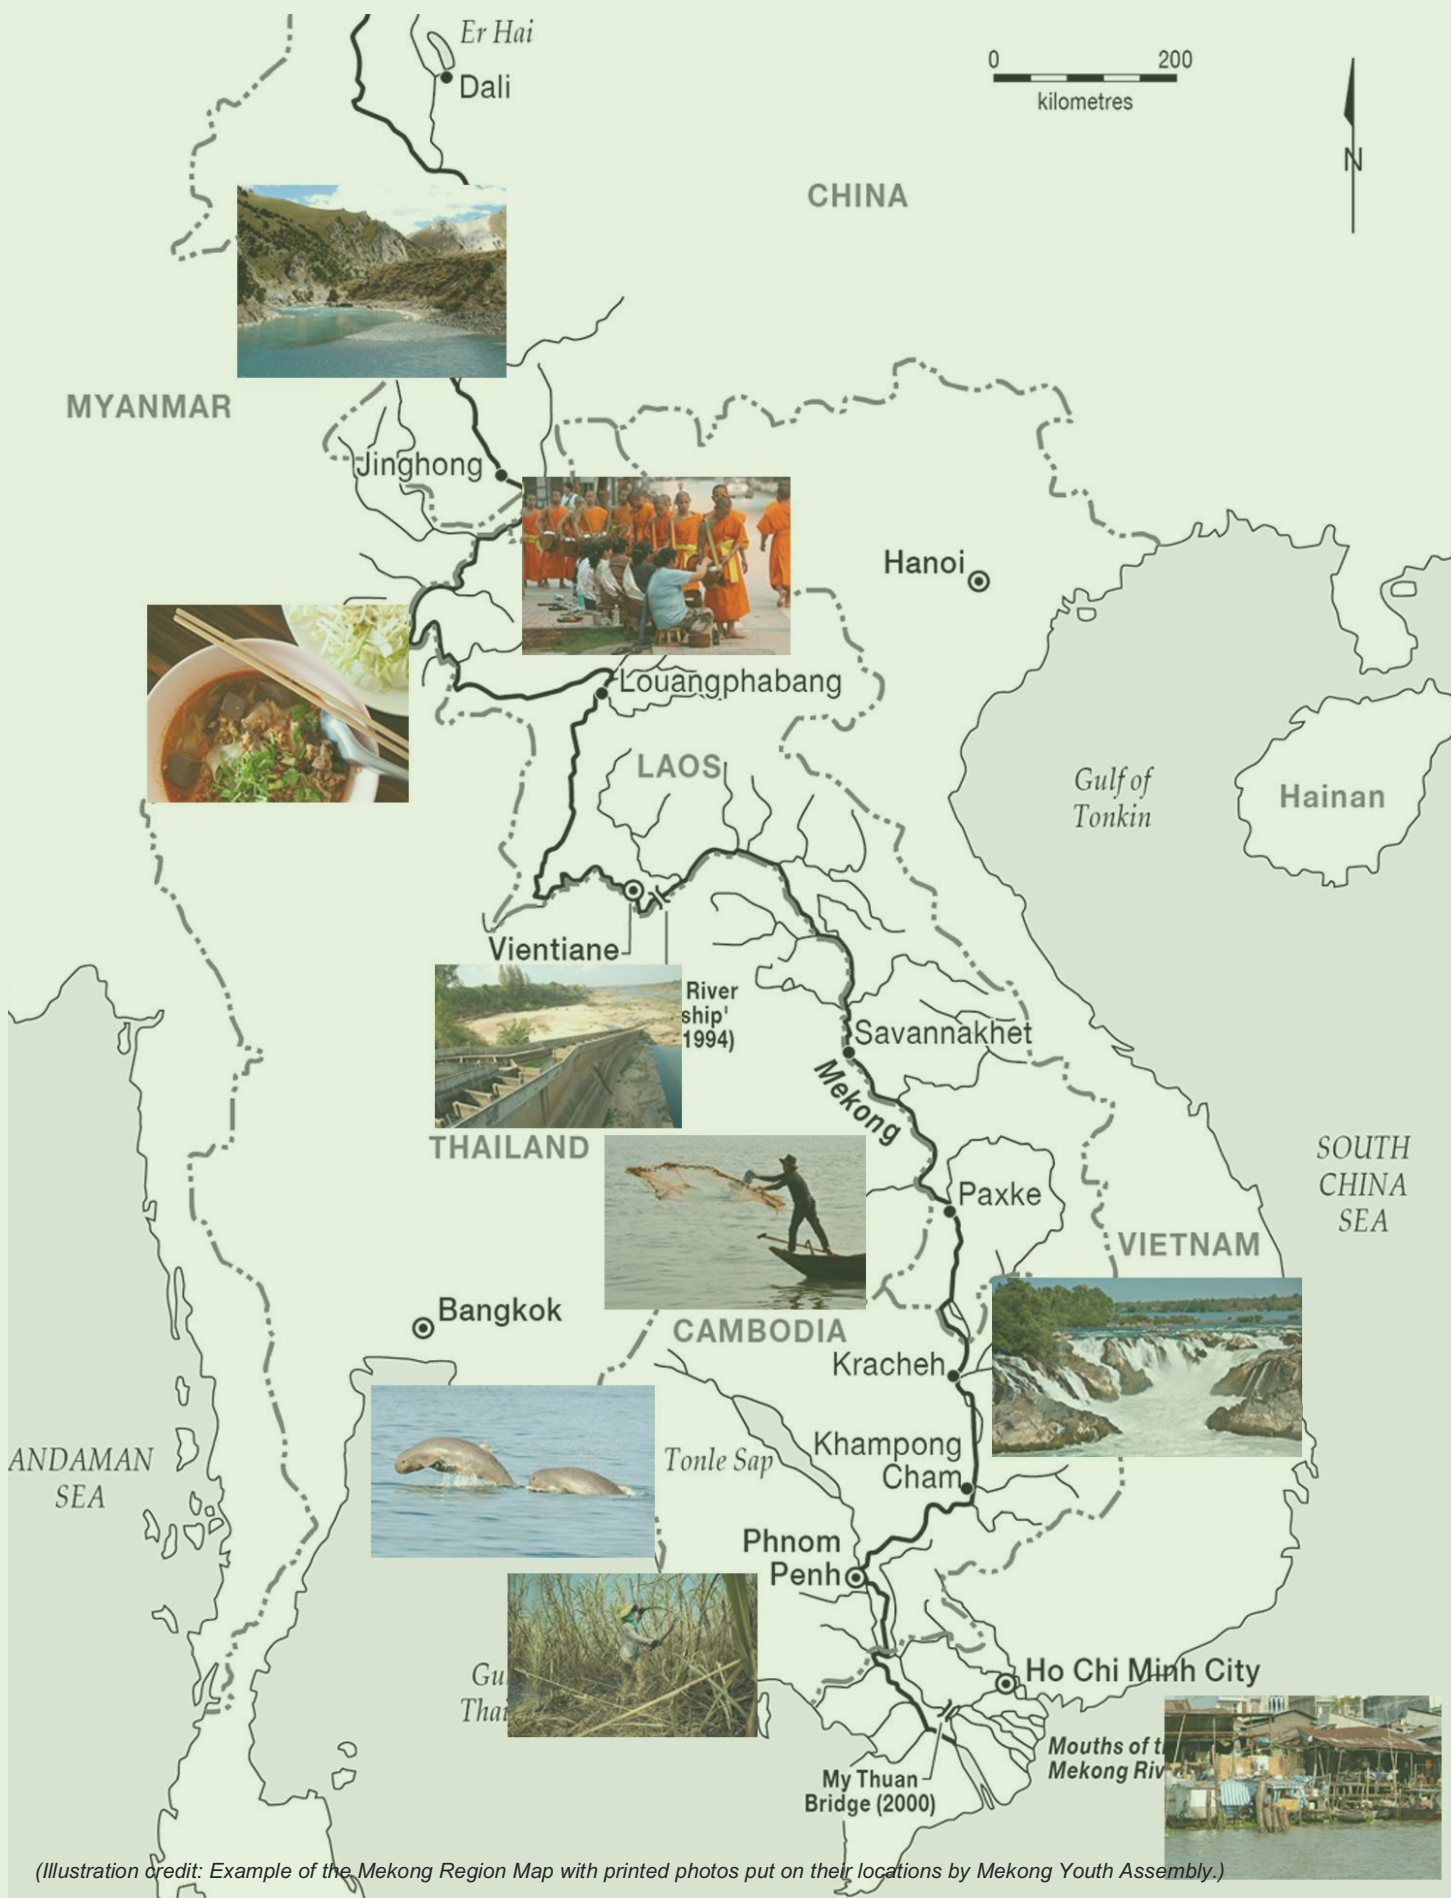 Er Hai
Dali
0 200
kilometres
N
CHINA
MYANMAR
Jinghong
Hanoi
Louangphabang
LAOS
Gulf of
Tonkin
Hainan
Vientiane
River
ship'
1994)
Savannakhet
Mekong
THAILAND
SOUTH
CHINA
SEA
Paxke
VIETNAM
Bangkok
CAMBODIA
Kracheh
ANDAMAN
SEA
Tonle Sap
Khampong
Cham
Phnom
Penh
Gu
Thai
Ho Chi Minh City
Mouths of t
Mekong Riv
My Thuan
Bridge (2000)
(Illustration credit: Example of the Mekong Region Map with printed photos put on their locations by Mekong Youth Assembly.)